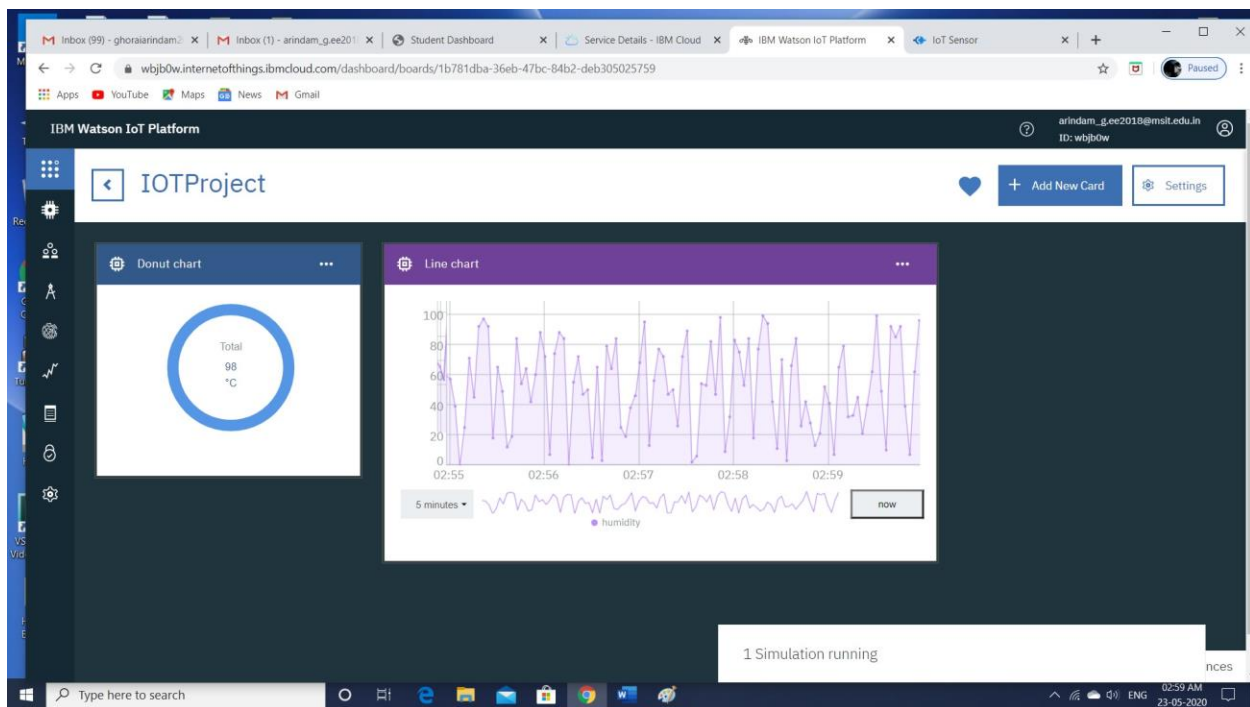 Inbox (99) - ghoraiarindam2
Inbox (1) - arindam_g.ee201
Student Dashboard
Service Details - IBM Cloud
IBM Watson IoT Platform
IoT Sensor
wbjb0w.internetofthings.ibmcloud.com/dashboard/boards/1b781dba-36eb-47bc-84b2-deb305025759
Paused
Apps YouTube Maps News Gmail
IBM Watson IoT Platform
arindam_g.ee2018@msit.edu.in
ID: wbjb0w
IOTProject
+ Add New Card
Settings
Donut chart
Total
98
°C
Line chart
100
80
60
40
20
0
02:55 02:56 02:57 02:58 02:59
5 minutes
now
humidity
1 Simulation running
nces
Type here to search
ENG
02:59 AM
23-05-2020